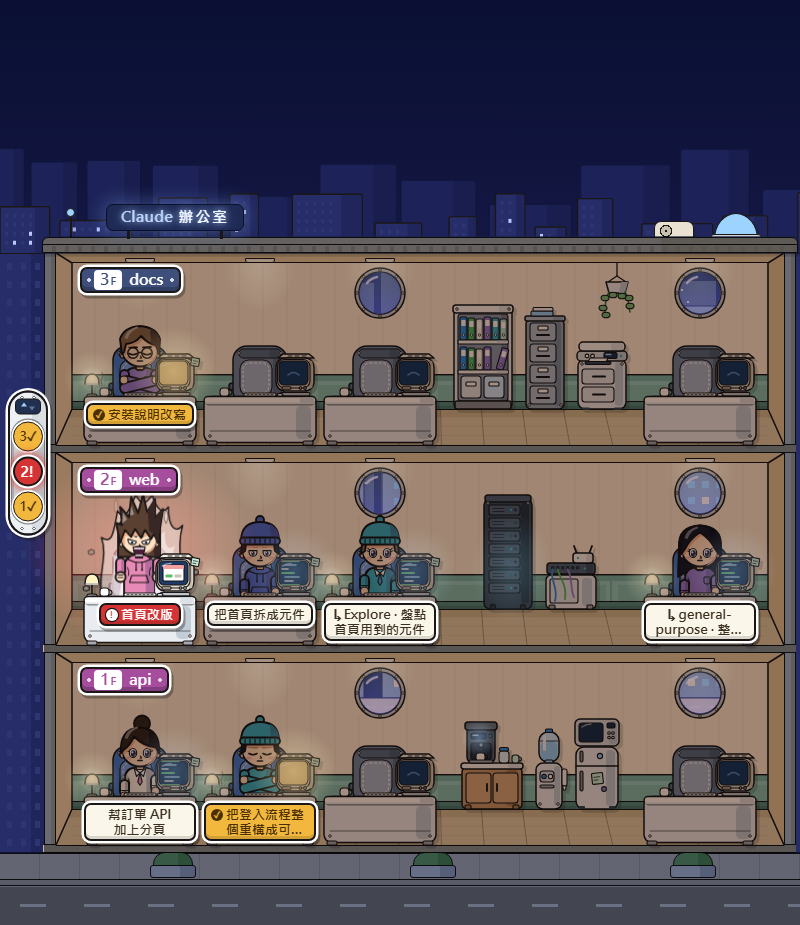 Claude 辦公室
3F docs
安裝說明改寫
3✓
2!
1✓
2F web
! 首頁改版
把首頁拆成元件
↳ Explore · 盤點
首頁用到的元件
↳ general-
purpose · 整…
1F api
幫訂單 API
加上分頁
把登入流程整
個重構成可…